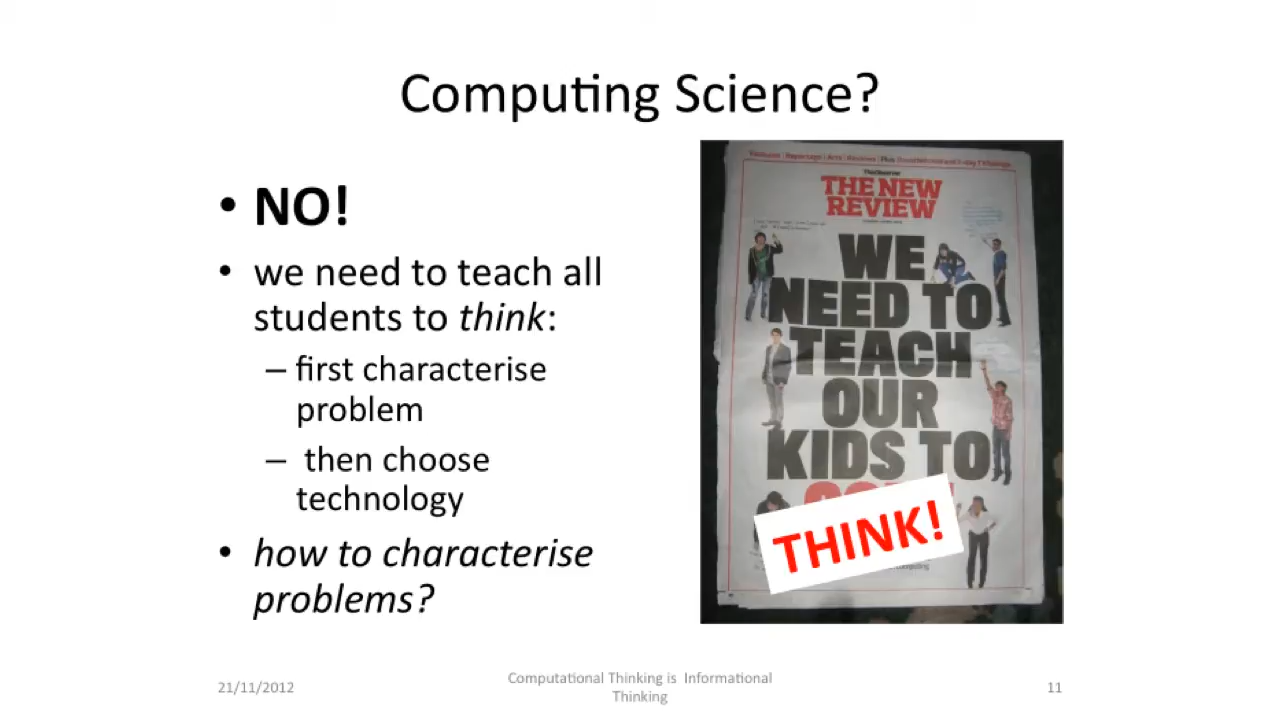 Computing Science?
• NO!
• we need to teach all
students to think:
– first characterise
problem
– then choose
technology
• how to characterise
problems?
THE NEW
REVIEW
WE
NEED TO
TEACH
OUR
KIDS TO
THINK!
21/11/2012
Computational Thinking is Informational
Thinking
11